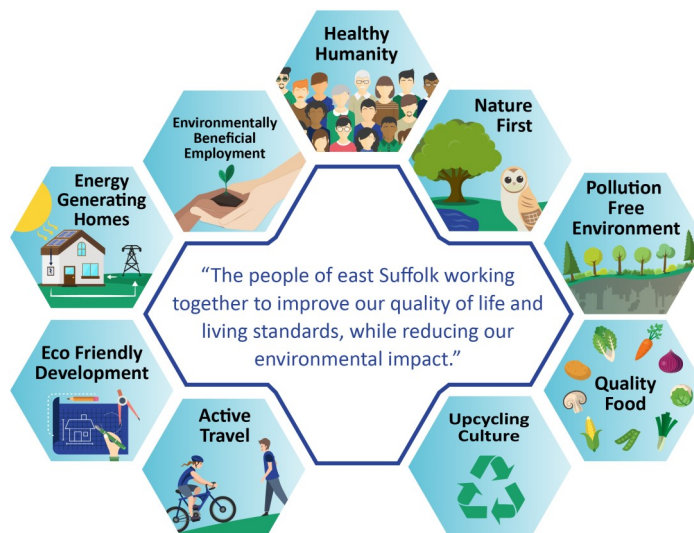 Healthy
Humanity
Environmentally
Beneficial
Employment
Nature
First
Energy
Generating
Homes
Pollution
Free
Environment
“The people of east Suffolk working
together to improve our quality of life and
living standards, while reducing our
environmental impact.”
Eco Friendly
Development
Quality
Food
Active
Travel
Upcycling
Culture